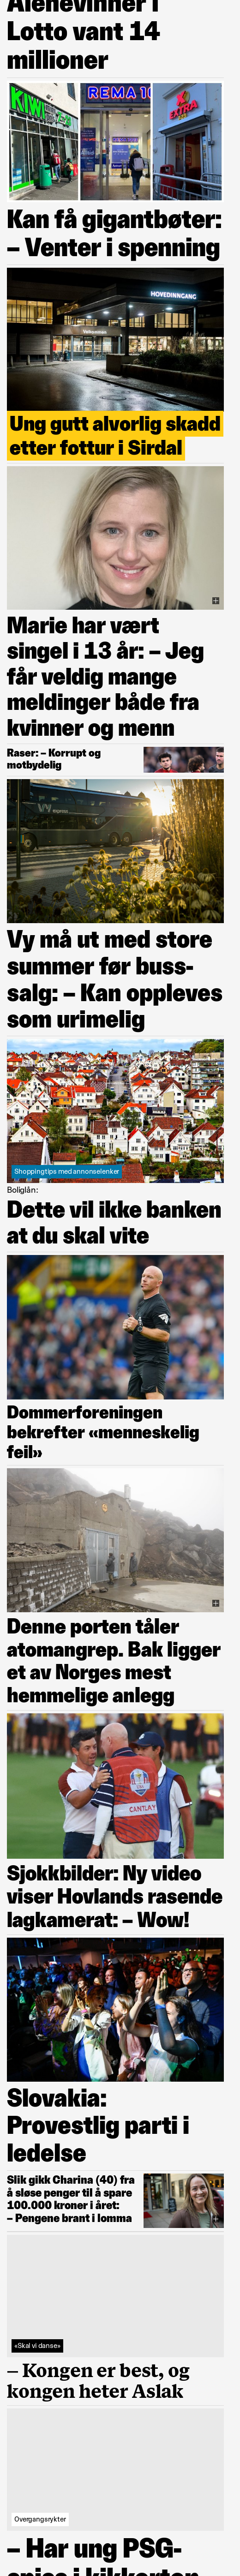 Alenevinner i
Lotto vant 14
millioner
KIWI
REMA 10
EXTRA
Kan få gigantbøter:
– Venter i spenning
HOVEDINNGANG
Ung gutt alvorlig skadd
etter fottur i Sirdal
Marie har vært
singel i 13 år: – Jeg
får veldig mange
meldinger både fra
kvinner og menn
Raser: – Korrupt og
motbydelig
express
Vy må ut med store
summer før buss-
salg: – Kan oppleves
som urimelig
Shoppingtips med annonselenker
Boliglån:
Dette vil ikke banken
at du skal vite
Dommerforeningen
bekrefter «menneskelig
feil»
Denne porten tåler
atomangrep. Bak ligger
et av Norges mest
hemmelige anlegg
CANTLAY
Sjokkbilder: Ny video
viser Hovlands rasende
lagkamerat: – Wow!
Slovakia:
Provestlig parti i
ledelse
Slik gikk Charina (40) fra
å sløse penger til å spare
100.000 kroner i året:
– Pengene brant i lomma
«Skal vi danse»
– Kongen er best, og
kongen heter Aslak
Overgangsrykter
– Har ung PSG-
spiss i kikkerten